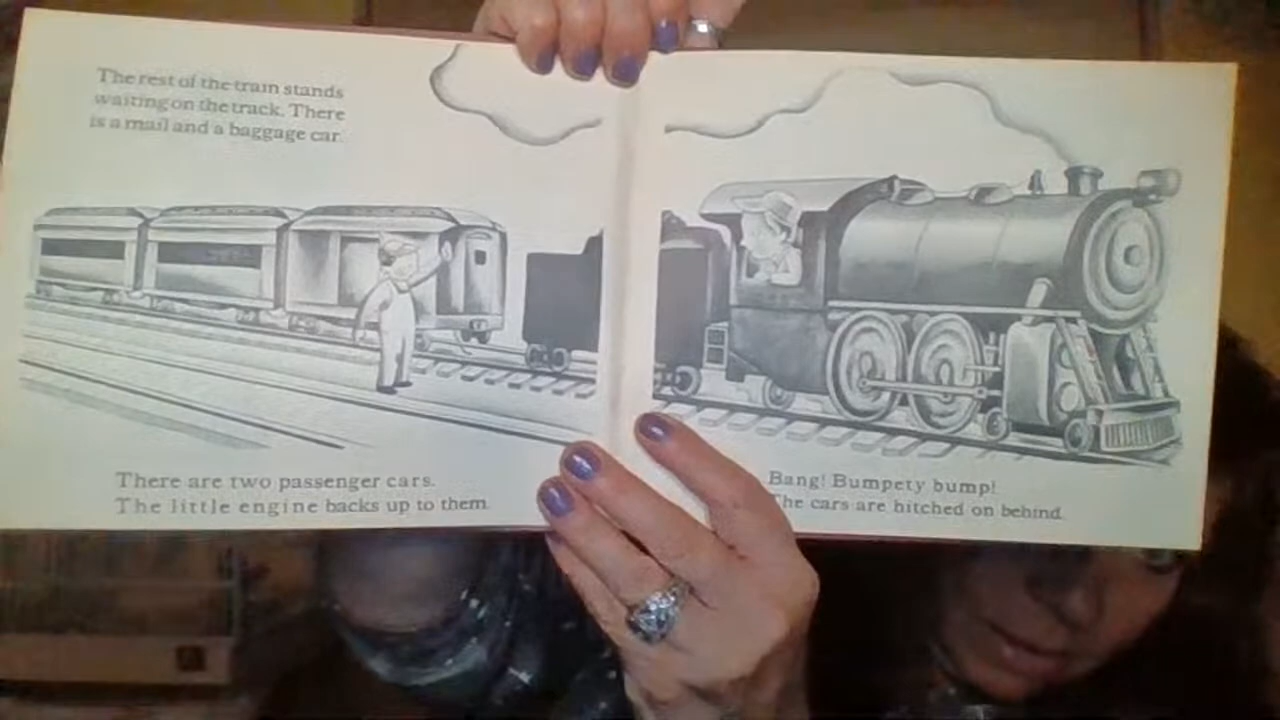 The rest of the train stands
waiting on the track. There
is a mail and a baggage car.
There are two passenger cars.
The little engine backs up to them.
Bang! Bumpety bump!
The cars are hitched on behind.